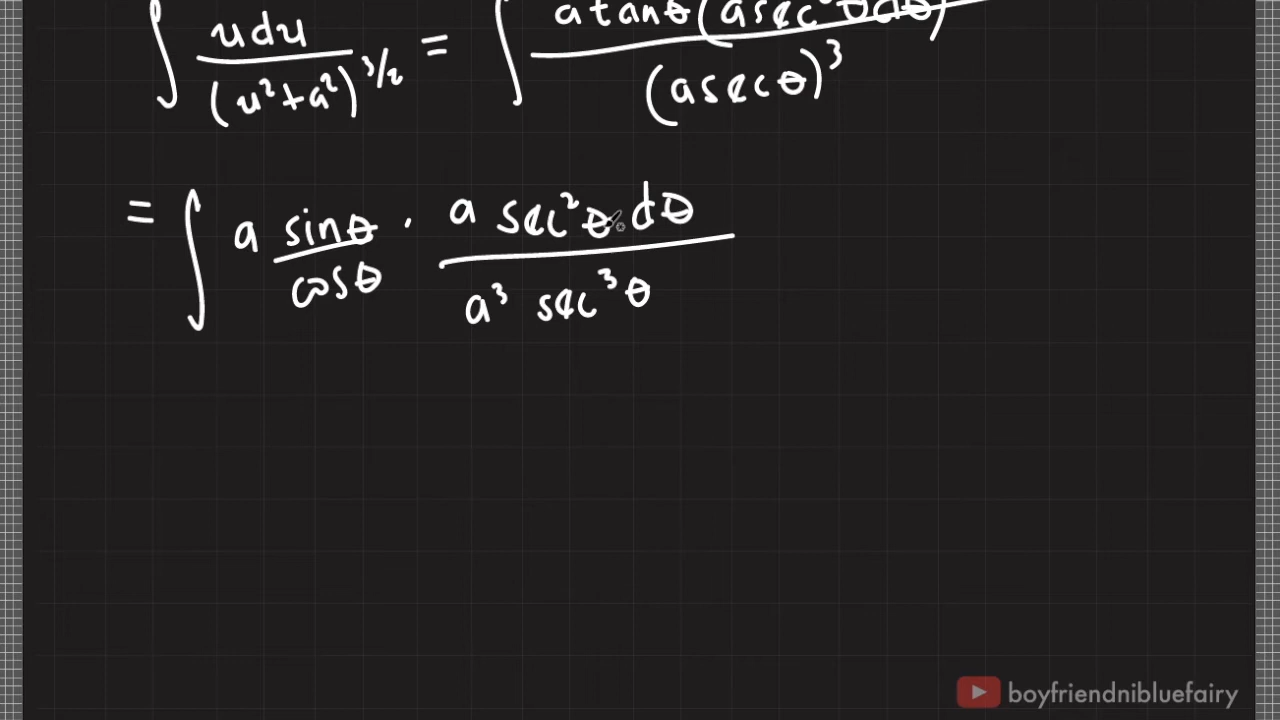 ∫ u du / (u² + a²)^(3/2) = ∫ a tanθ (a sec²θ dθ) / (a secθ)³
= ∫ a sinθ / cosθ · a sec²θ dθ / a³ sec³θ
boyfriendnibluefairy